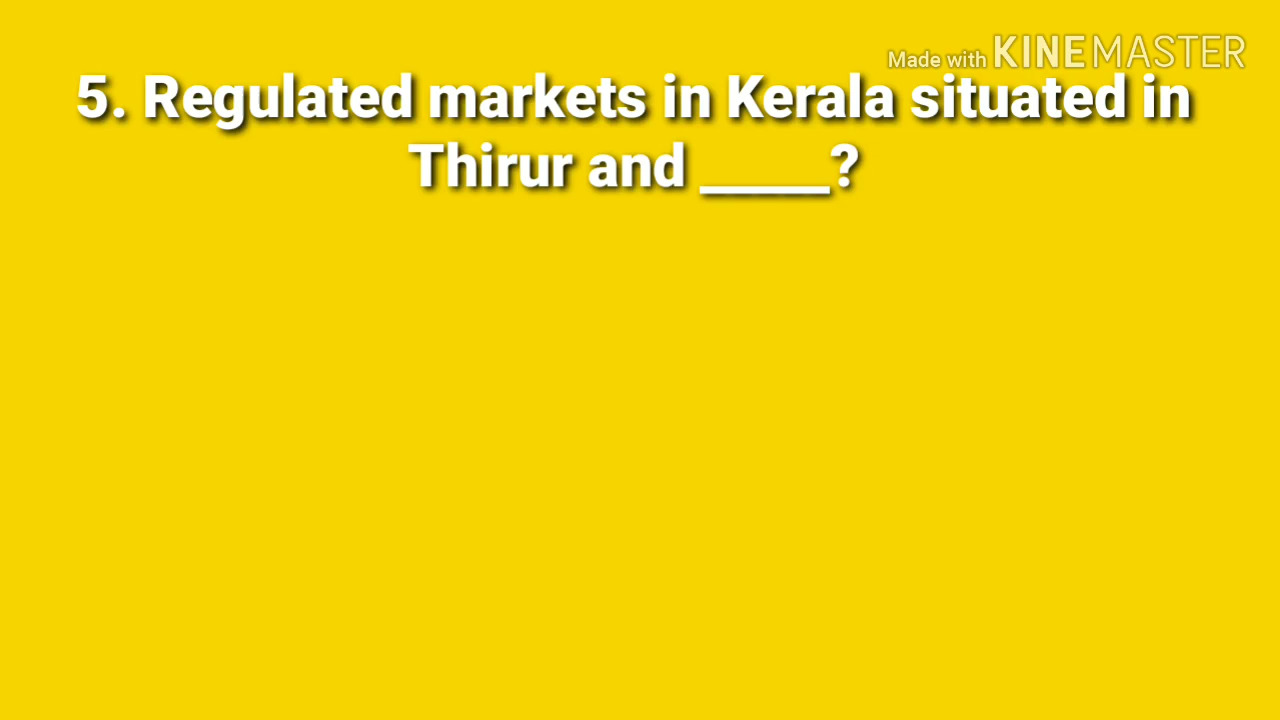 Made with KINEMASTER
5. Regulated markets in Kerala situated in
Thirur and _____?